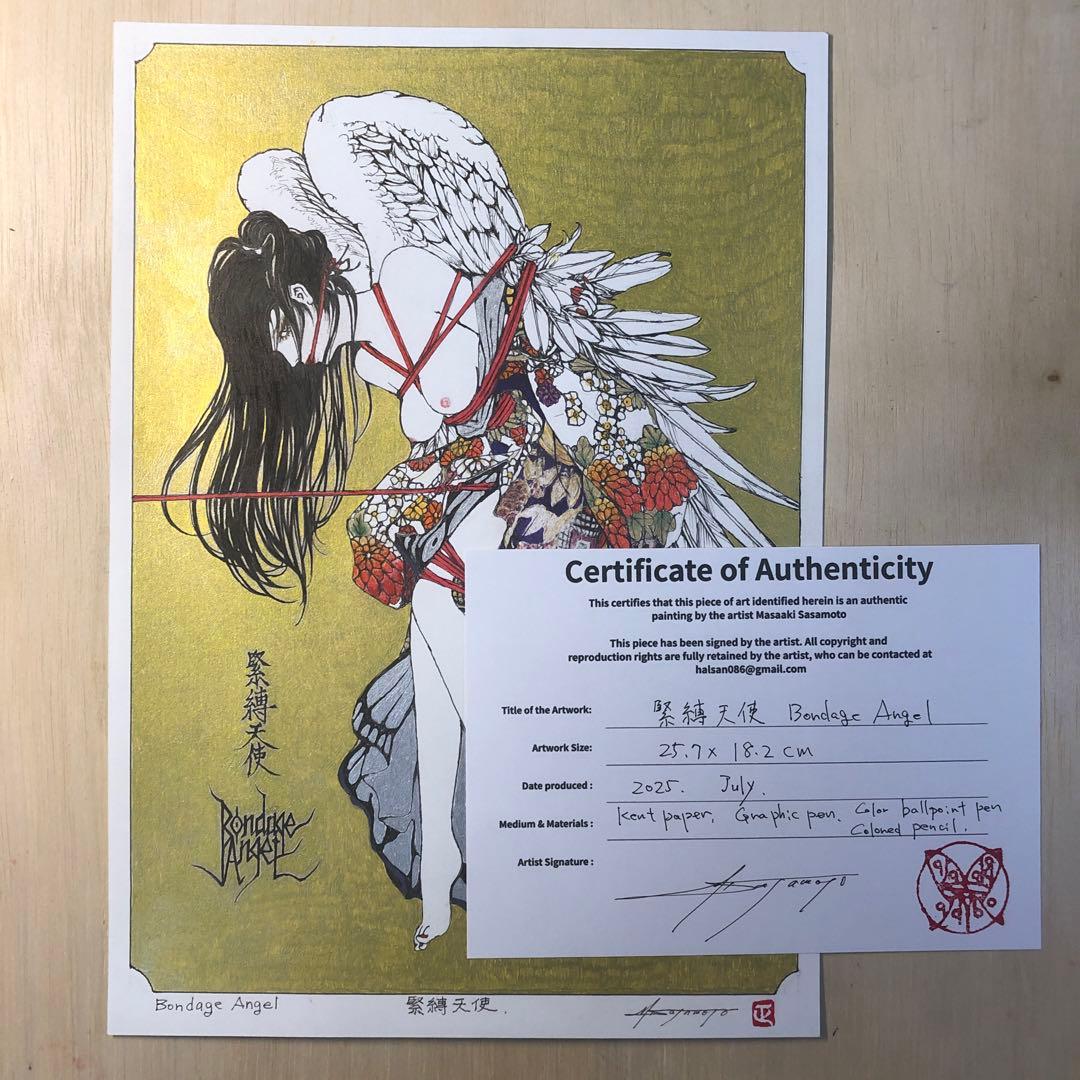 緊縛天使
Bondage
Angel
Bondage Angel
緊縛天使.
Certificate of Authenticity
This certifies that this piece of art identified herein is an authentic
painting by the artist Masaaki Sasamoto
This piece has been signed by the artist. All copyright and
reproduction rights are fully retained by the artist, who can be contacted at
halsan086@gmail.com
Title of the Artwork: 緊縛天使 Bondage Angel
Artwork Size: 25.7 x 18.2 cm
Date produced : 2025. July.
Medium & Materials : Kent paper, Graphic pen. Color ballpoint pen
Colored pencil.
Artist Signature :